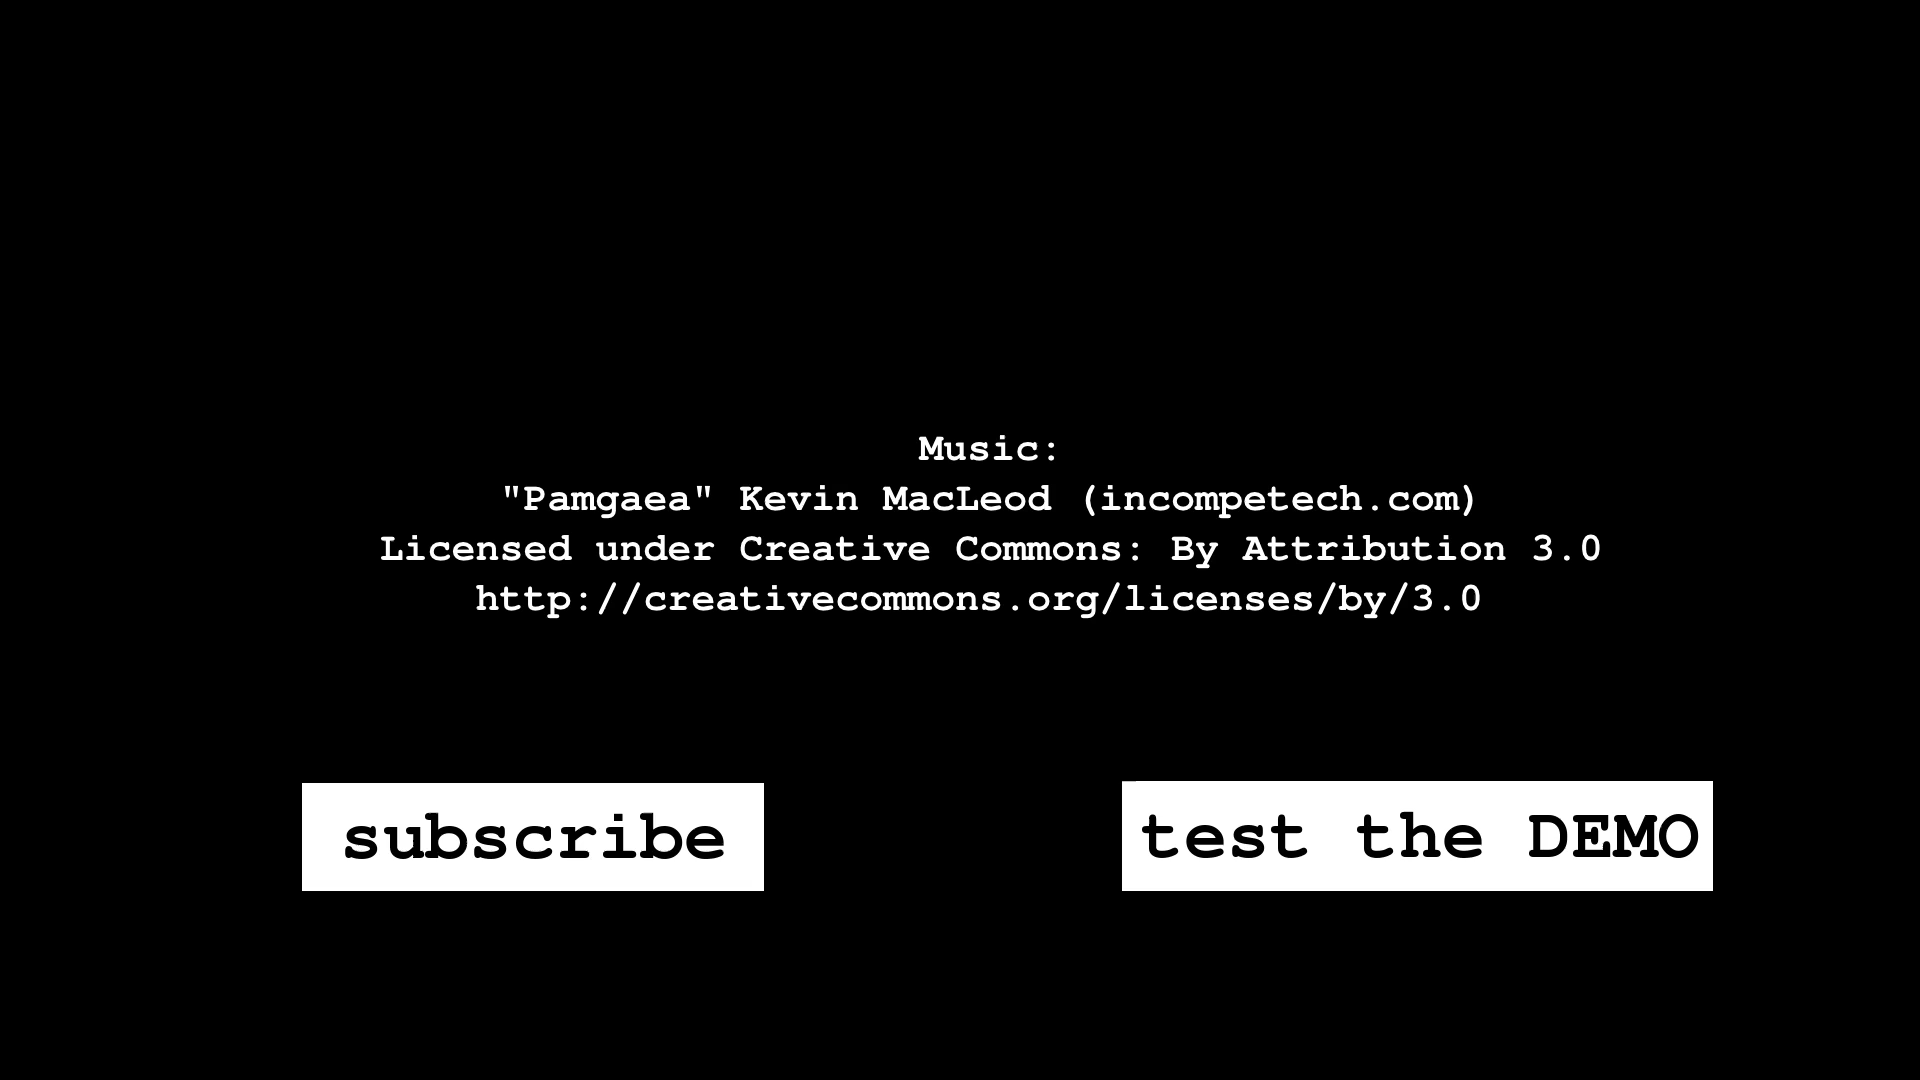 Music:
"Pamgaea" Kevin MacLeod (incompetech.com)
Licensed under Creative Commons: By Attribution 3.0
http://creativecommons.org/licenses/by/3.0
subscribe
test the DEMO